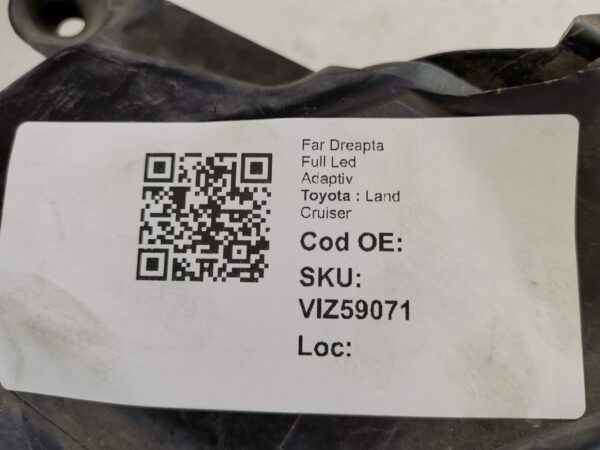 Far Dreapta
Full Led
Adaptiv
Toyota : Land
Cruiser
Cod OE:
SKU:
VIZ59071
Loc: